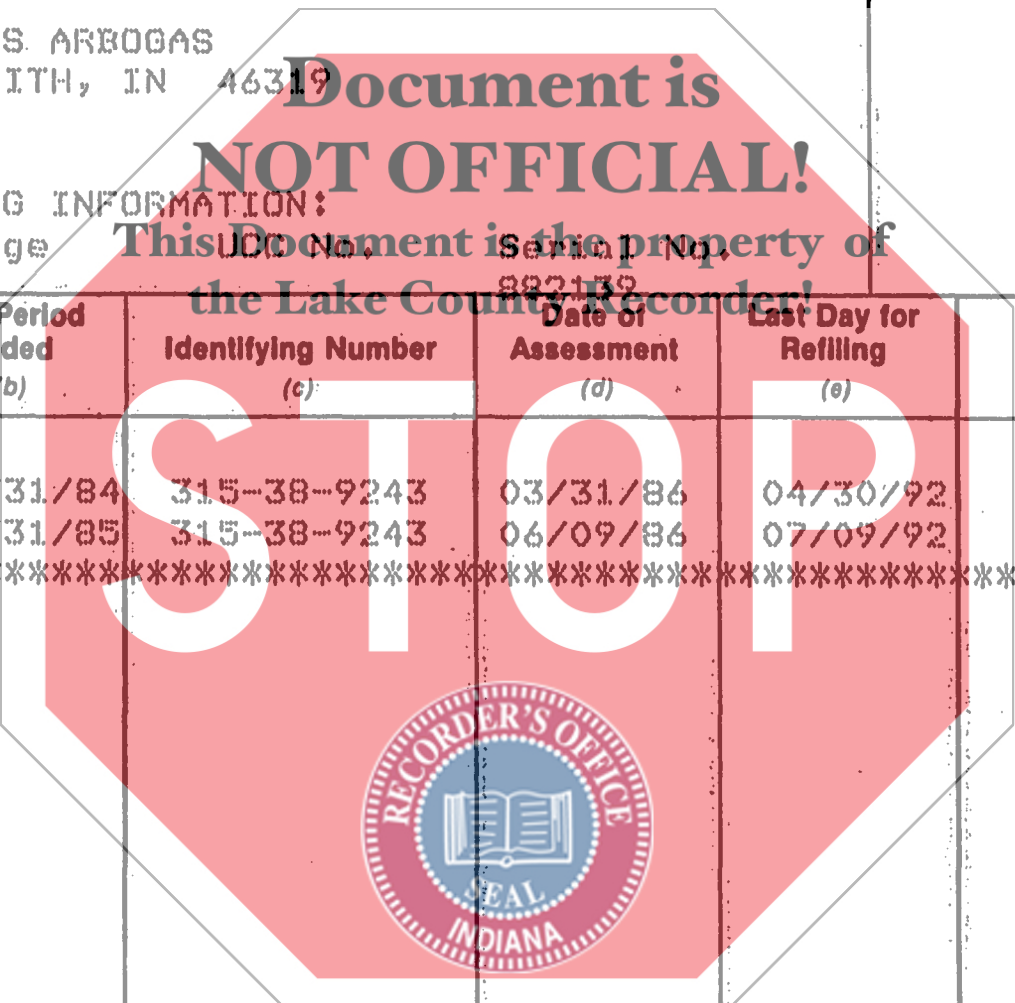 S ARBOGAS
ITH, IN 46319
Document is
NOT OFFICIAL!
G INFORMATION:
ge UCC No. Serial No.
This Document is the property of
882139
the Lake County Recorder!
Period
ded
(b)
Identifying Number
(c)
Date of
Assessment
(d)
Last Day for
Refiling
(e)
31/84 315-38-9243 03/31/86 04/30/92
31/85 315-38-9243 06/09/86 07/09/92
********************************************
STOP
RECORDER'S OFFICE
SEAL
INDIANA